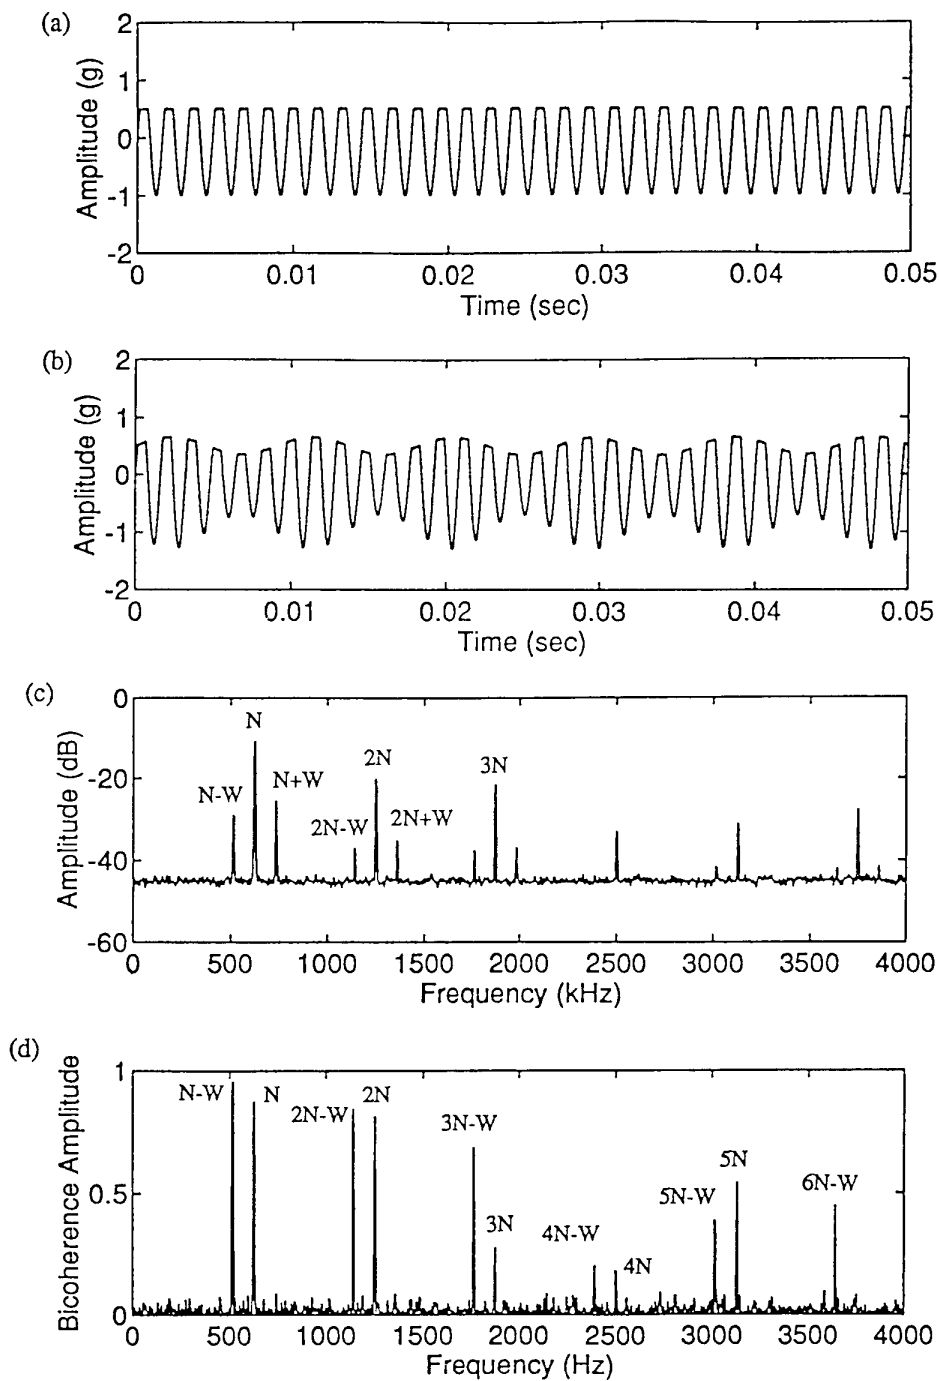 (a)
2
1
0
-1
-2
Amplitude (g)
0 0.01 0.02 0.03 0.04 0.05
Time (sec)
(b)
2
1
0
-1
-2
Amplitude (g)
0 0.01 0.02 0.03 0.04 0.05
Time (sec)
(c)
0
-20
-40
-60
Amplitude (dB)
N
N-W
N+W
2N
2N-W
2N+W
3N
0 500 1000 1500 2000 2500 3000 3500 4000
Frequency (kHz)
(d)
1
0.5
0
Bicoherence Amplitude
N-W
N
2N-W
2N
3N-W
3N
4N-W
4N
5N-W
5N
6N-W
0 500 1000 1500 2000 2500 3000 3500 4000
Frequency (Hz)